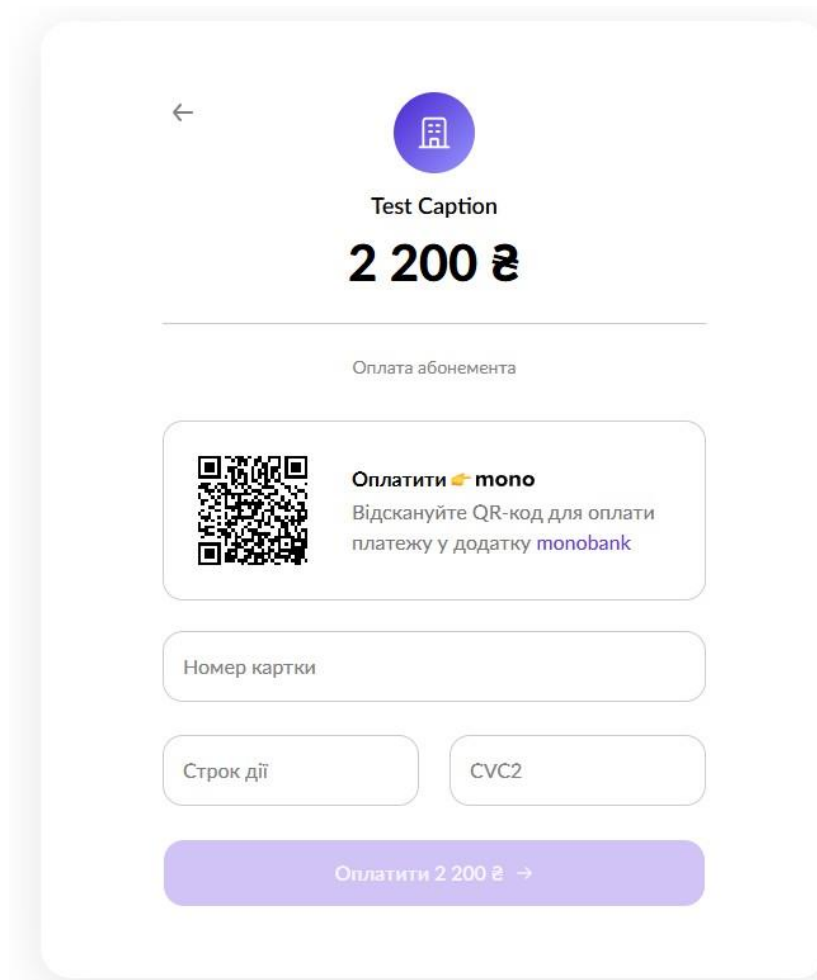 Test Caption
2 200 ₴
Оплата абонемента
Оплатити 👉 mono
Відскануйте QR-код для оплати
платежу у додатку monobank
Номер картки
Строк дії
CVC2
Оплатити 2 200 ₴ →